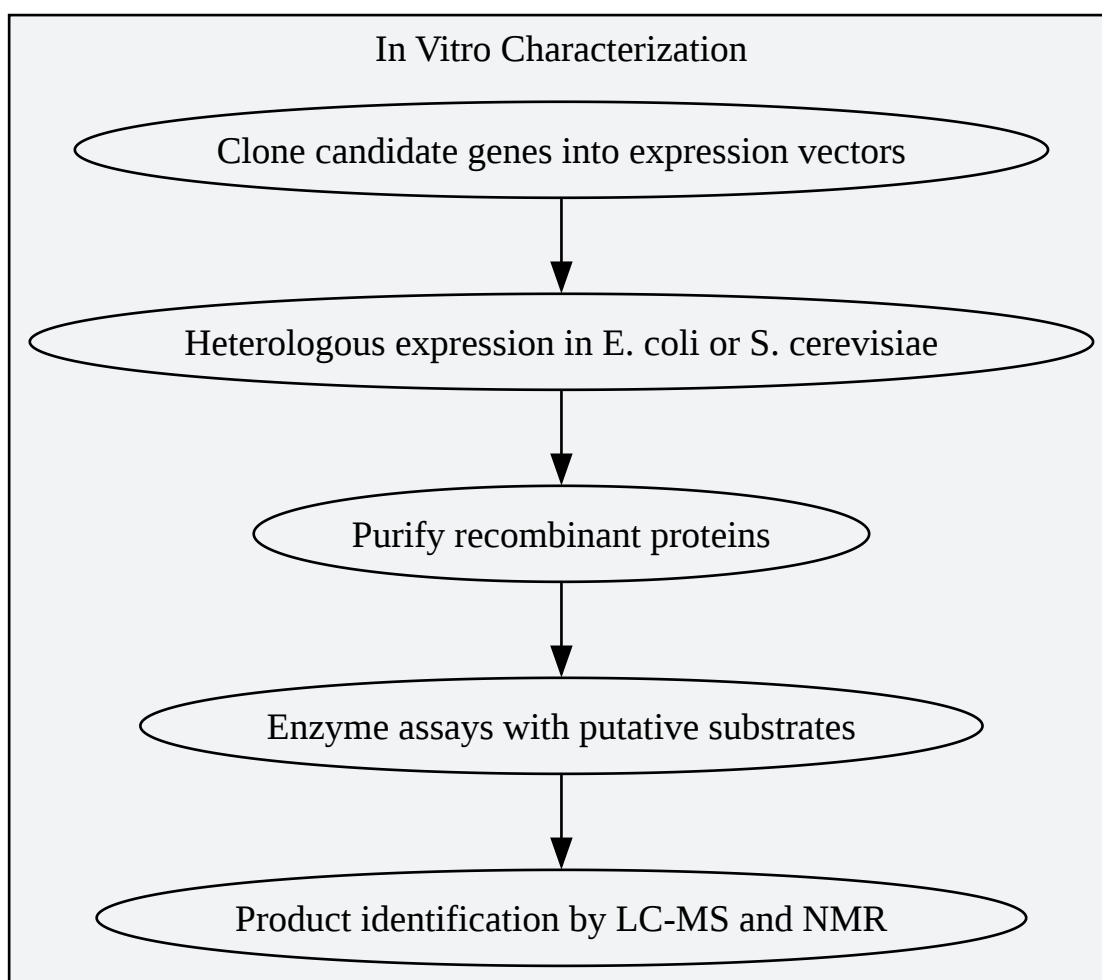 In Vitro Characterization
Clone candidate genes into expression vectors
Heterologous expression in E. coli or S. cerevisiae
Purify recombinant proteins
Enzyme assays with putative substrates
Product identification by LC-MS and NMR